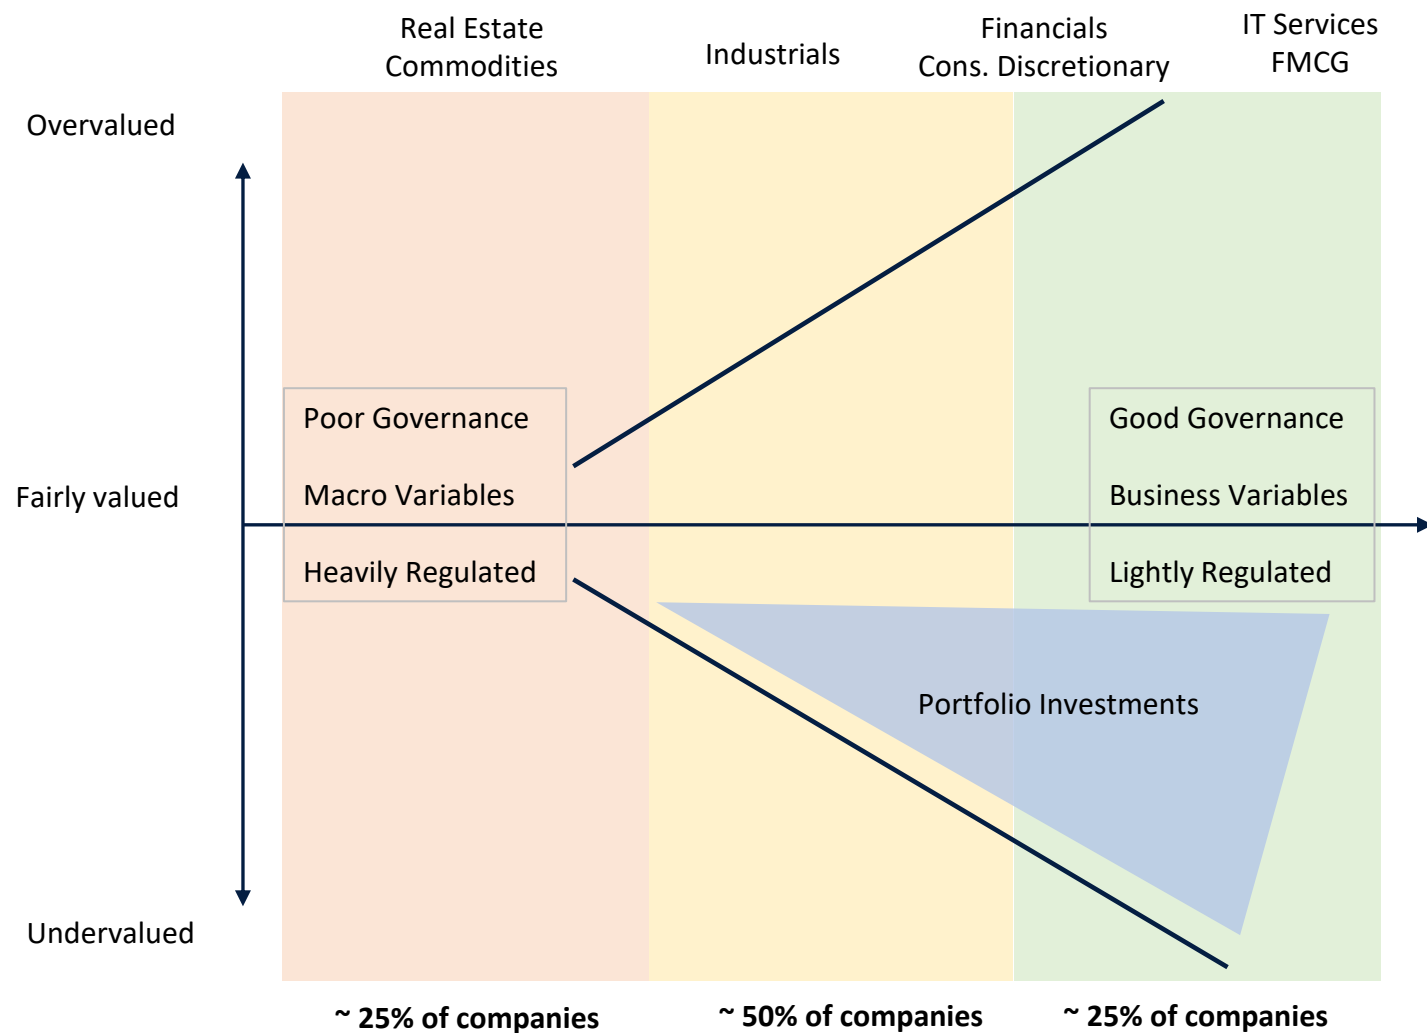 Real Estate
Commodities
Industrials
Financials
Cons. Discretionary
IT Services
FMCG
Overvalued
Poor Governance
Good Governance
Fairly valued
Macro Variables
Business Variables
Heavily Regulated
Lightly Regulated
Portfolio Investments
Undervalued
~ 25% of companies
~ 50% of companies
~ 25% of companies